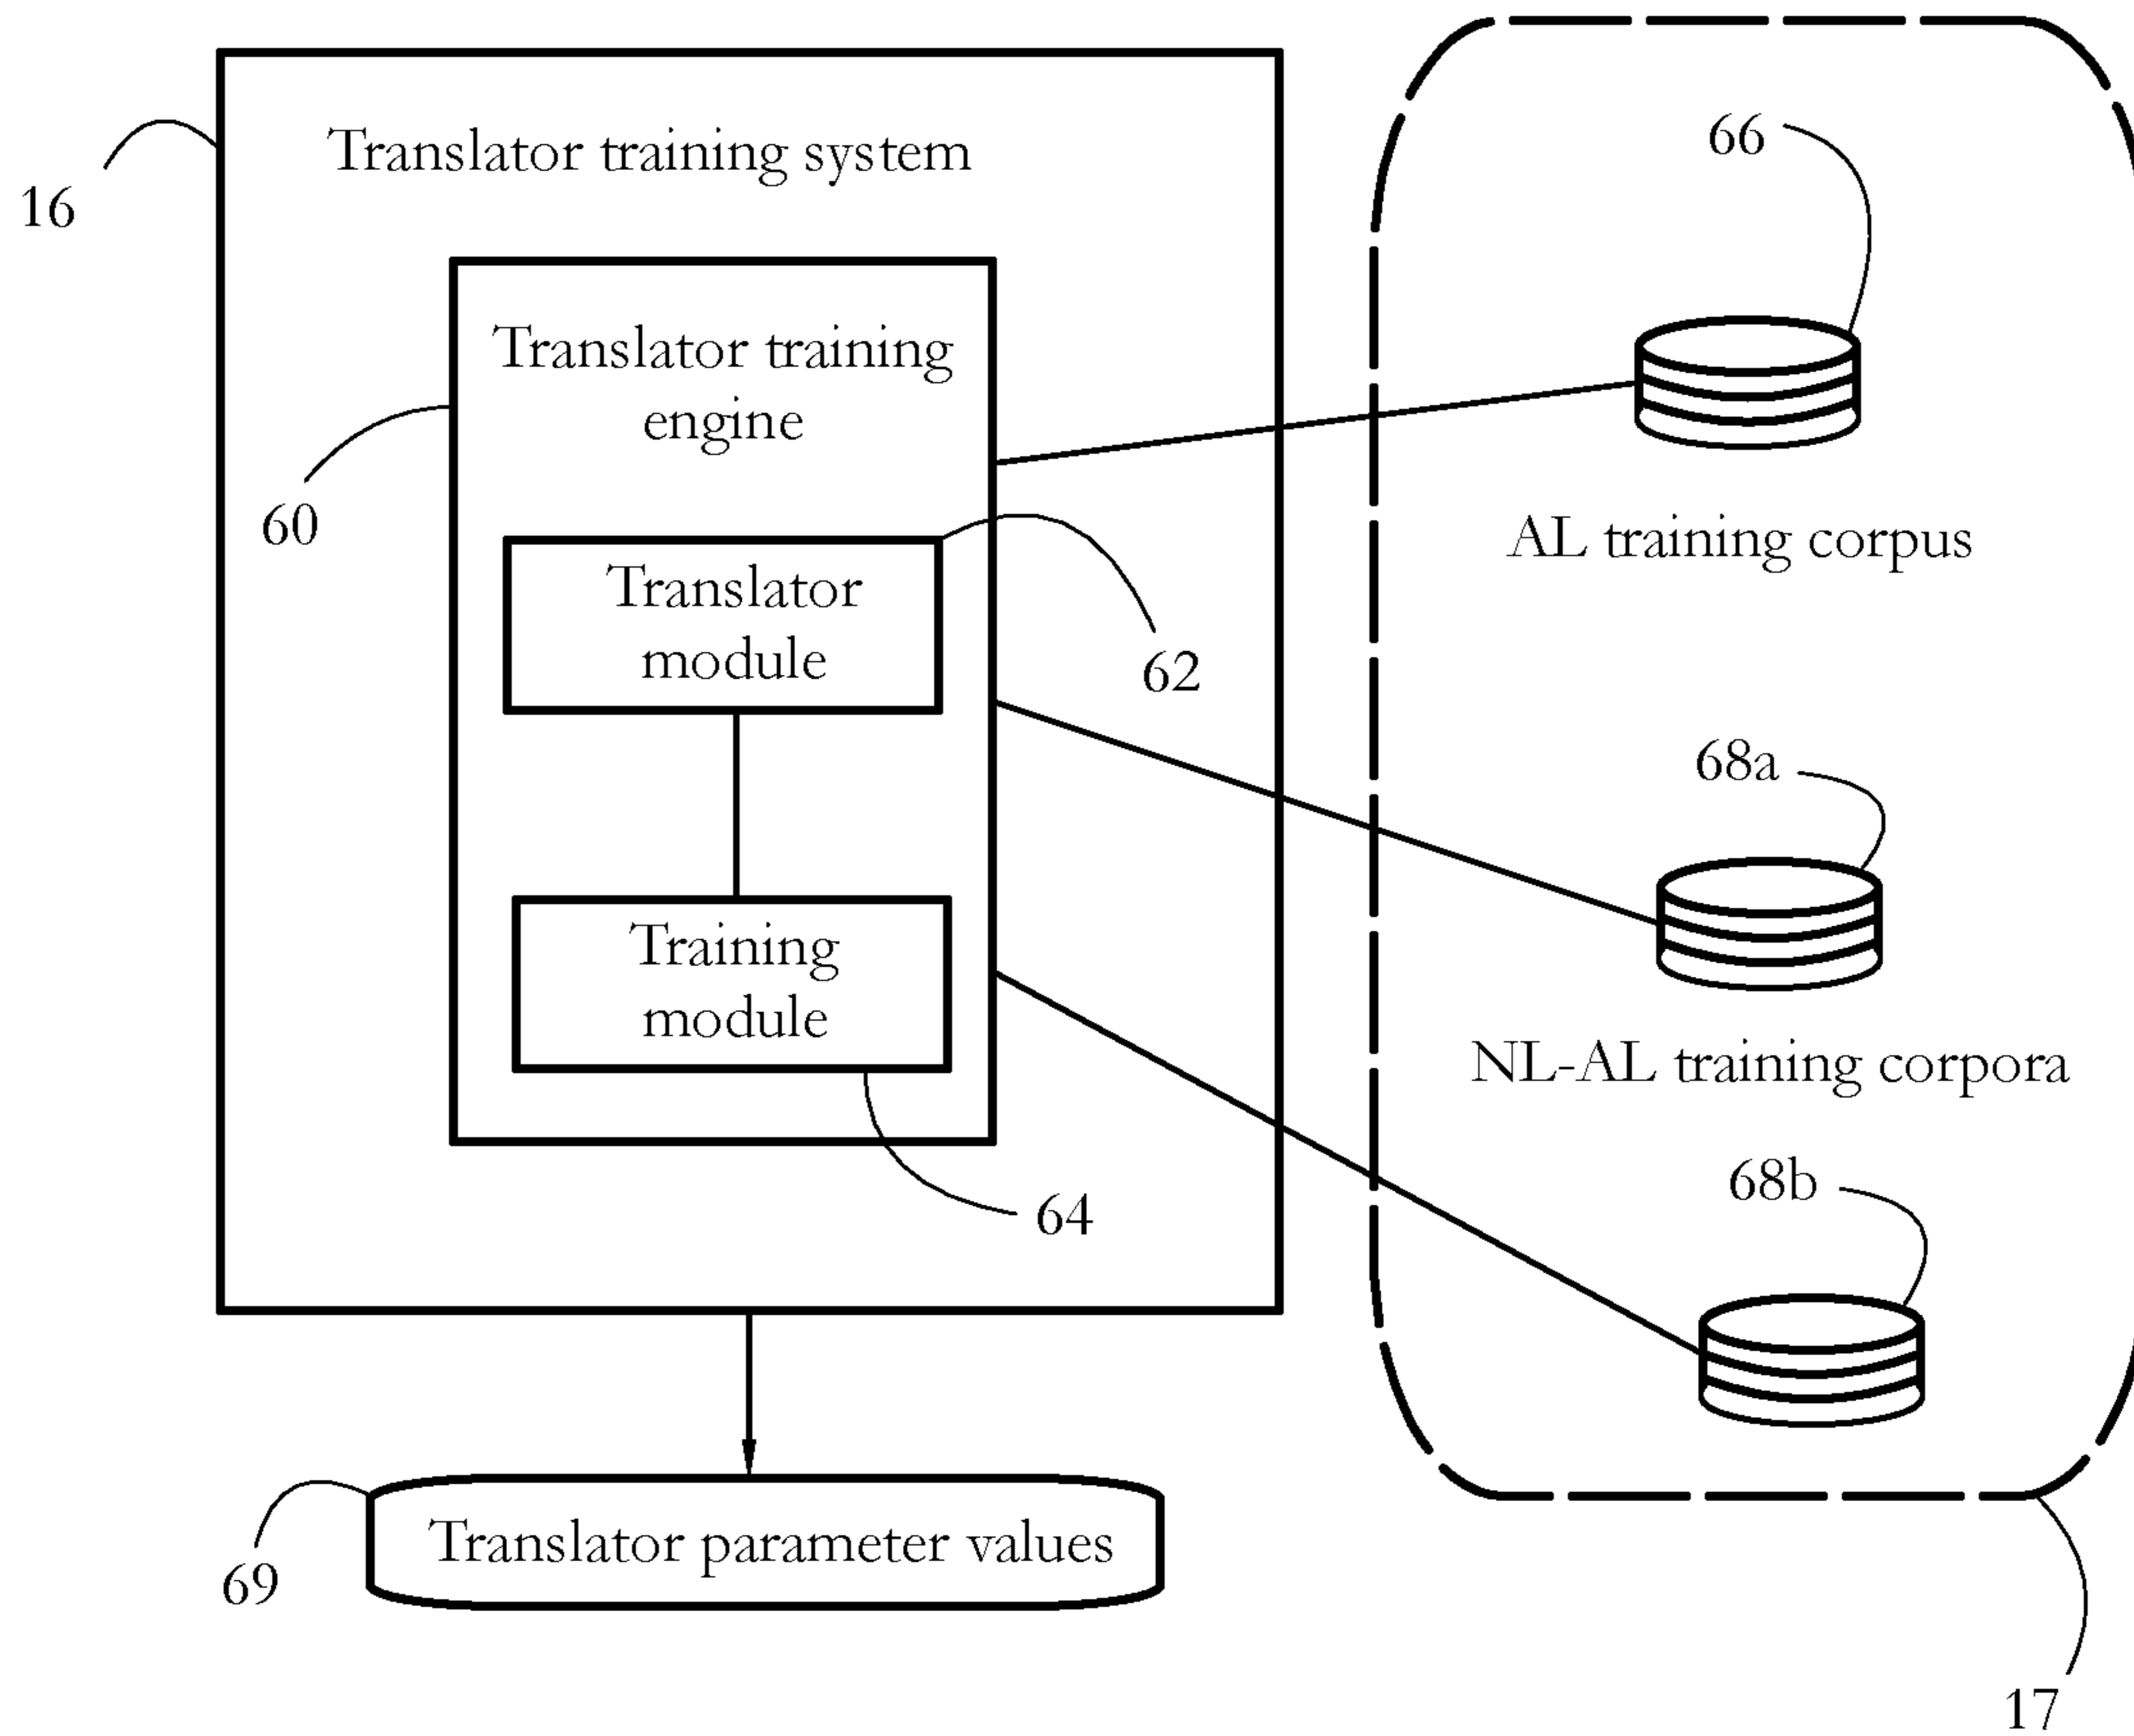 Translator training system
16
Translator training
engine
60
Translator
module
62
Training
module
64
Translator parameter values
69
66
AL training corpus
68a
NL-AL training corpora
68b
17